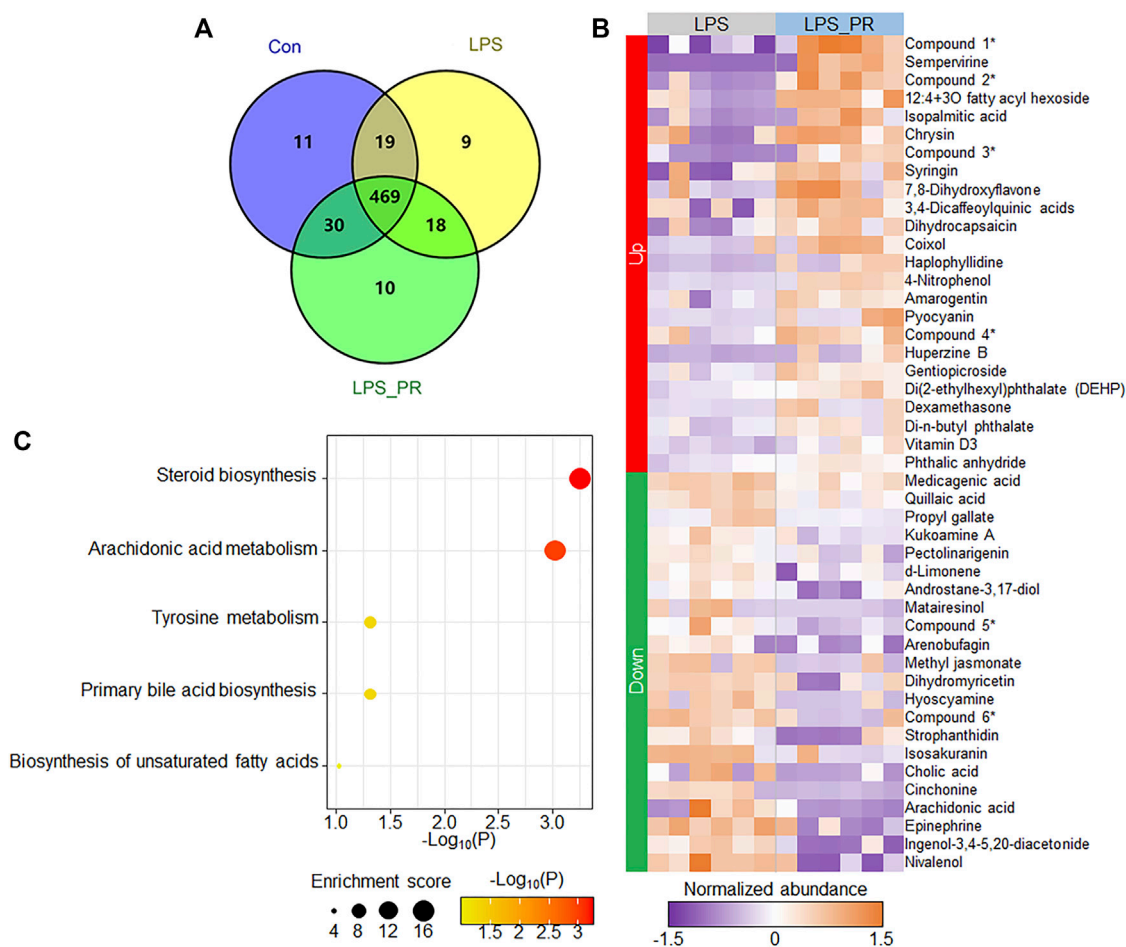 A
Con
LPS
11
19
9
469
30
18
10
LPS_PR
B
LPS
LPS_PR
Up
Down
Compound 1*
Sempervirine
Compound 2*
12:4+3O fatty acyl hexoside
Isopalmitic acid
Chrysin
Compound 3*
Syringin
7,8-Dihydroxyflavone
3,4-Dicaffeoylquinic acids
Dihydrocapsaicin
Coixol
Haplophyllidine
4-Nitrophenol
Amarogentin
Pyocyanin
Compound 4*
Huperzine B
Gentiopicroside
Di(2-ethylhexyl)phthalate (DEHP)
Dexamethasone
Di-n-butyl phthalate
Vitamin D3
Phthalic anhydride
Medicagenic acid
Quillaic acid
Propyl gallate
Kukoamine A
Pectolinarigenin
d-Limonene
Androstane-3,17-diol
Matairesinol
Compound 5*
Arenobufagin
Methyl jasmonate
Dihydromyricetin
Hyoscyamine
Compound 6*
Strophanthidin
Isosakuranin
Cholic acid
Cinchonine
Arachidonic acid
Epinephrine
Ingenol-3,4-5,20-diacetonide
Nivalenol
Normalized abundance
-1.5 0 1.5
C
Steroid biosynthesis
Arachidonic acid metabolism
Tyrosine metabolism
Primary bile acid biosynthesis
Biosynthesis of unsaturated fatty acids
1.0 1.5 2.0 2.5 3.0
-Log10(P)
Enrichment score
4 8 12 16
-Log10(P)
1.5 2 2.5 3